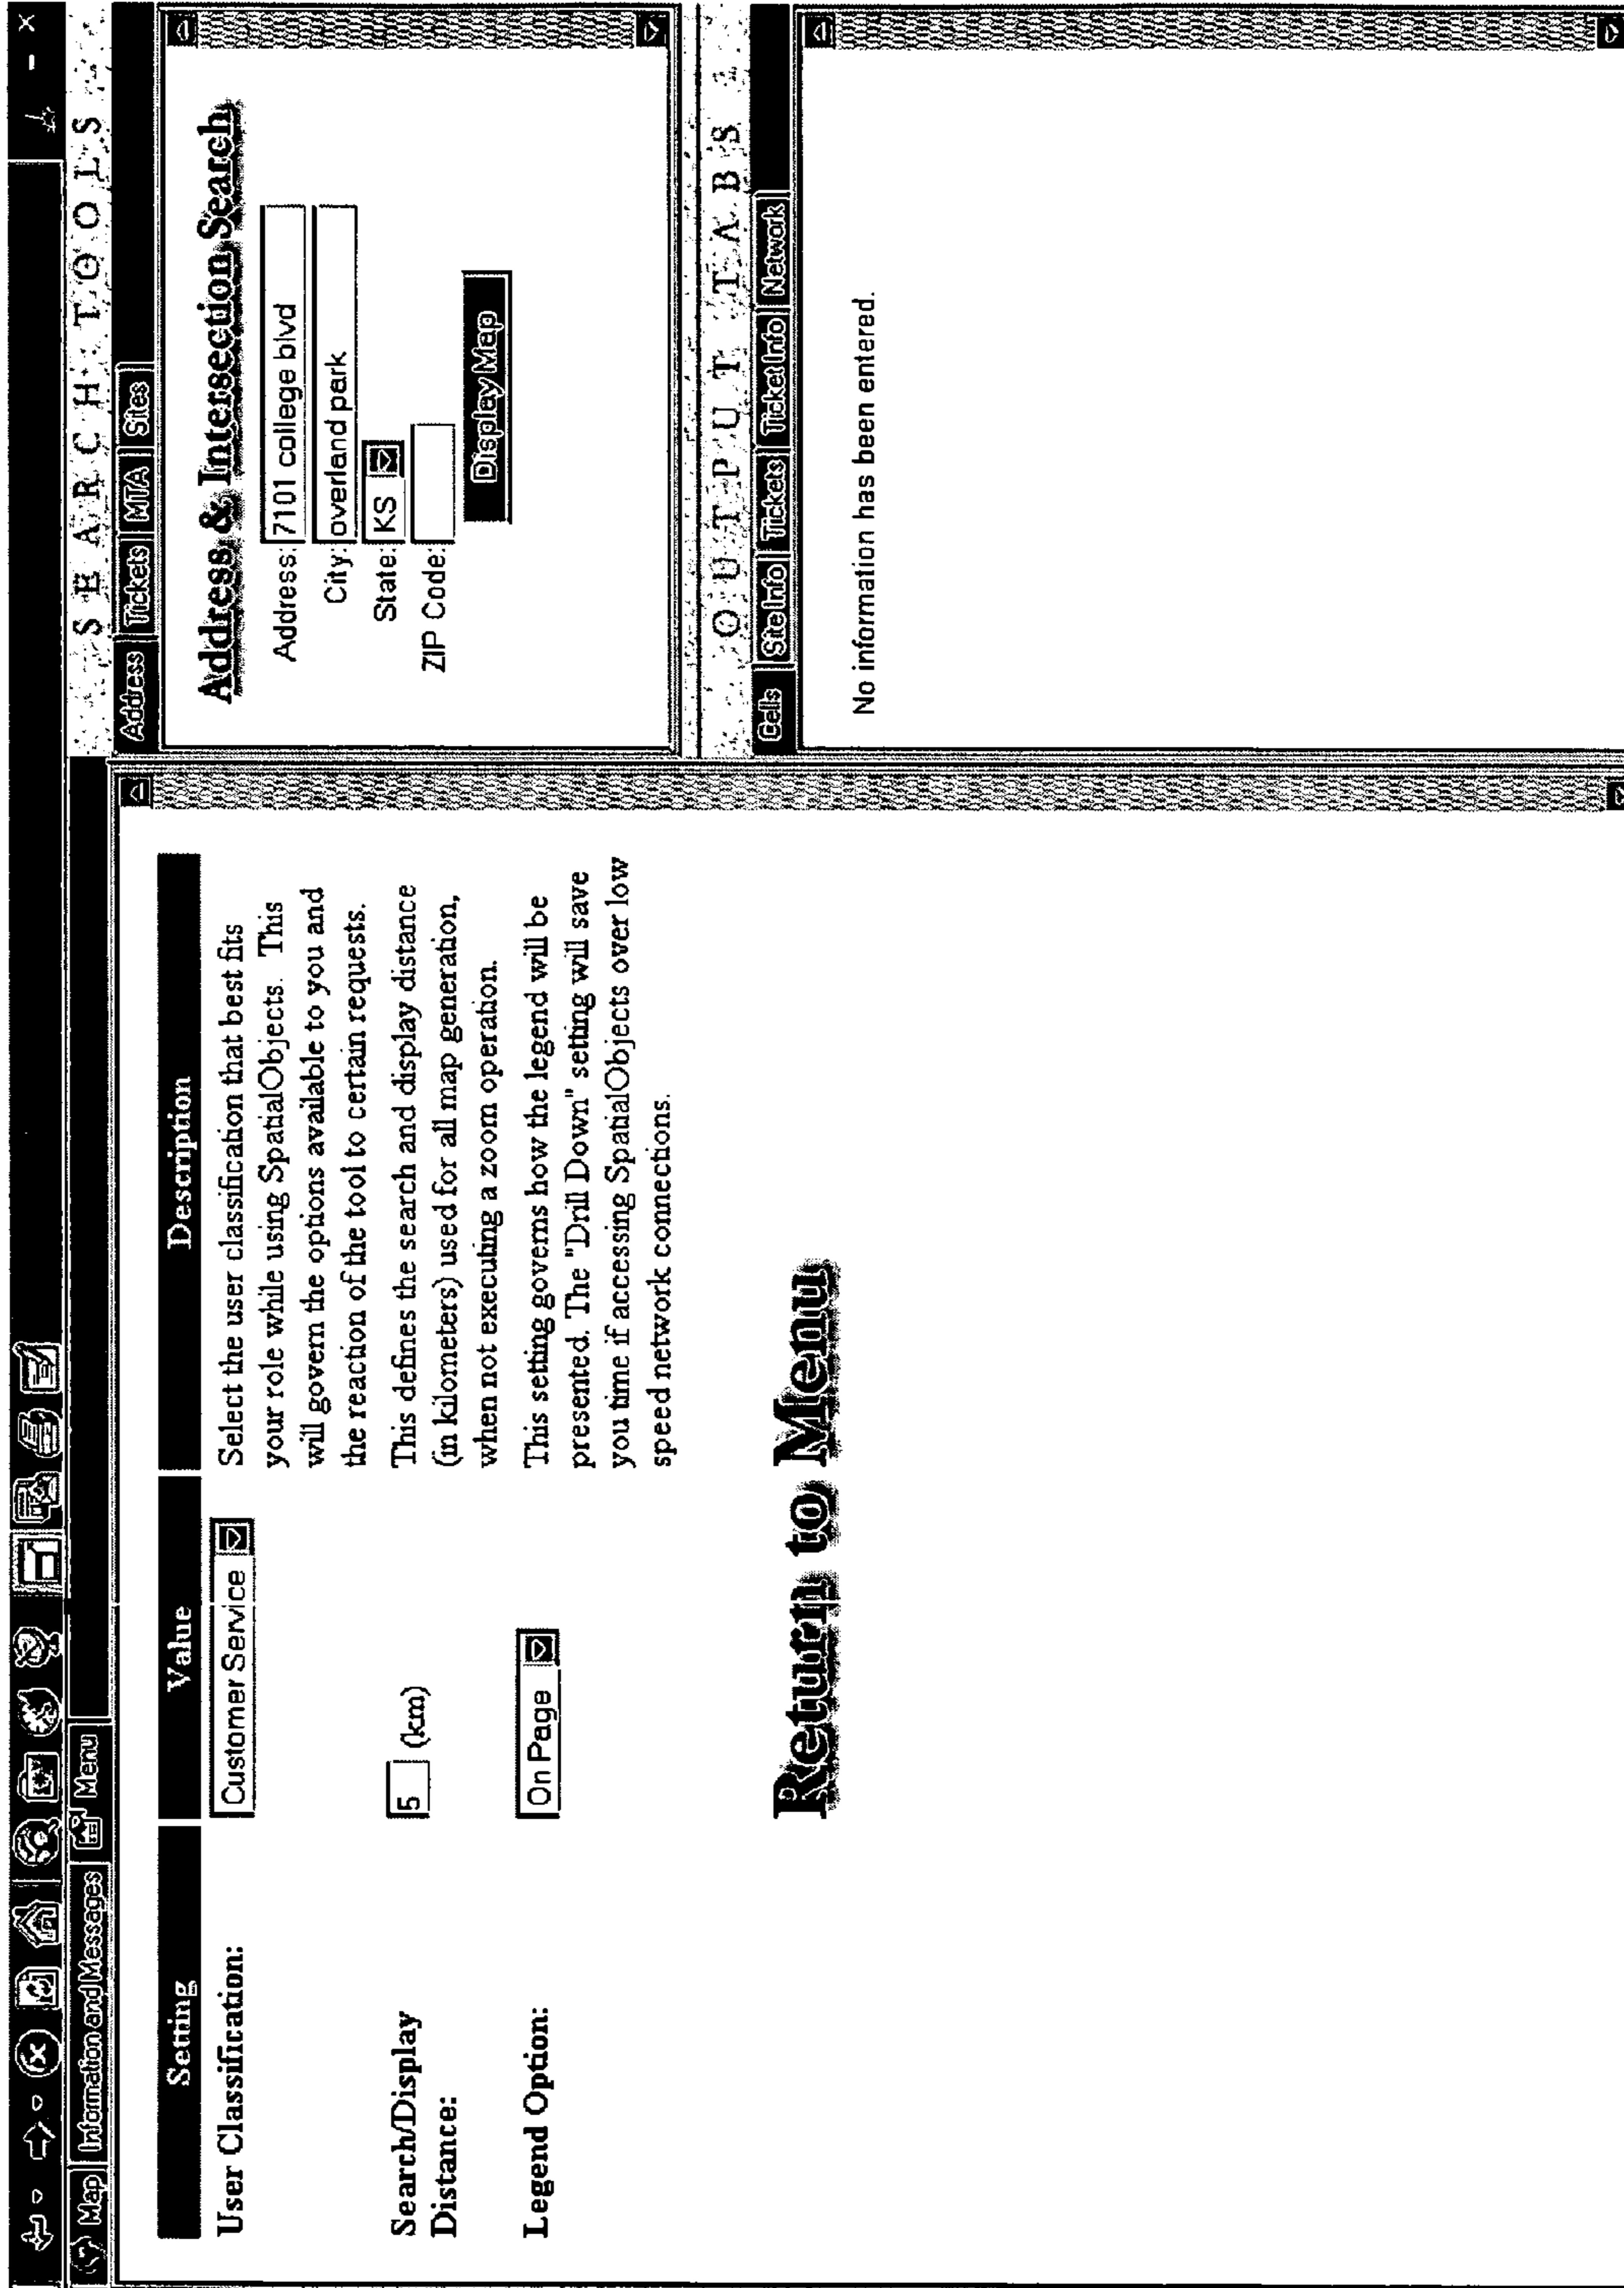 Map Information and Messages Menu
Setting Value Description
User Classification: Customer Service Select the user classification that best fits
your role while using SpatialObjects. This
will govern the options available to you and
the reaction of the tool to certain requests.
Search/Display 5 (km) This defines the search and display distance
Distance: (in kilometers) used for all map generation,
when not executing a zoom operation.
Legend Option: On Page This setting governs how the legend will be
presented. The "Drill Down" setting will save
you time if accessing SpatialObjects over low
speed network connections.
Return to Menu
SEARCH TOOLS
Address Tickets MTA Sites
Address & Intersection Search
Address: 7101 college blvd
City: overland park
State: KS
ZIP Code:
Display Map
OUTPUT TABS
Cells Site Info Tickets Ticket Info Network
No information has been entered.